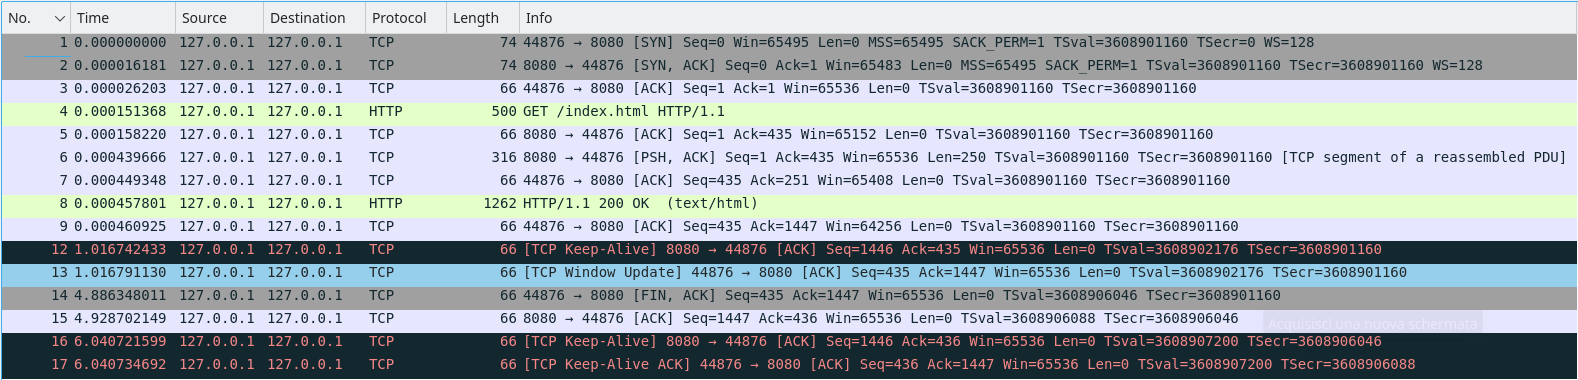 No. Time Source Destination Protocol Length Info
1 0.000000000 127.0.0.1 127.0.0.1 TCP 74 44876 → 8080 [SYN] Seq=0 Win=65495 Len=0 MSS=65495 SACK_PERM=1 TSval=3608901160 TSecr=0 WS=128
2 0.000016181 127.0.0.1 127.0.0.1 TCP 74 8080 → 44876 [SYN, ACK] Seq=0 Ack=1 Win=65483 Len=0 MSS=65495 SACK_PERM=1 TSval=3608901160 TSecr=3608901160 WS=128
3 0.000026203 127.0.0.1 127.0.0.1 TCP 66 44876 → 8080 [ACK] Seq=1 Ack=1 Win=65536 Len=0 TSval=3608901160 TSecr=3608901160
4 0.000151368 127.0.0.1 127.0.0.1 HTTP 500 GET /index.html HTTP/1.1
5 0.000158220 127.0.0.1 127.0.0.1 TCP 66 8080 → 44876 [ACK] Seq=1 Ack=435 Win=65152 Len=0 TSval=3608901160 TSecr=3608901160
6 0.000439666 127.0.0.1 127.0.0.1 TCP 316 8080 → 44876 [PSH, ACK] Seq=1 Ack=435 Win=65536 Len=250 TSval=3608901160 TSecr=3608901160 [TCP segment of a reassembled PDU]
7 0.000449348 127.0.0.1 127.0.0.1 TCP 66 44876 → 8080 [ACK] Seq=435 Ack=251 Win=65408 Len=0 TSval=3608901160 TSecr=3608901160
8 0.000457801 127.0.0.1 127.0.0.1 HTTP 1262 HTTP/1.1 200 OK (text/html)
9 0.000460925 127.0.0.1 127.0.0.1 TCP 66 44876 → 8080 [ACK] Seq=435 Ack=1447 Win=64256 Len=0 TSval=3608901160 TSecr=3608901160
12 1.016742433 127.0.0.1 127.0.0.1 TCP 66 [TCP Keep-Alive] 8080 → 44876 [ACK] Seq=1446 Ack=435 Win=65536 Len=0 TSval=3608902176 TSecr=3608901160
13 1.016791130 127.0.0.1 127.0.0.1 TCP 66 [TCP Window Update] 44876 → 8080 [ACK] Seq=435 Ack=1447 Win=65536 Len=0 TSval=3608902176 TSecr=3608901160
14 4.886348011 127.0.0.1 127.0.0.1 TCP 66 44876 → 8080 [FIN, ACK] Seq=435 Ack=1447 Win=65536 Len=0 TSval=3608906046 TSecr=3608901160
15 4.928702149 127.0.0.1 127.0.0.1 TCP 66 8080 → 44876 [ACK] Seq=1447 Ack=436 Win=65536 Len=0 TSval=3608906088 TSecr=3608906046
Acquisisci una nuova schermata
16 6.040721599 127.0.0.1 127.0.0.1 TCP 66 [TCP Keep-Alive] 8080 → 44876 [ACK] Seq=1446 Ack=436 Win=65536 Len=0 TSval=3608907200 TSecr=3608906046
17 6.040734692 127.0.0.1 127.0.0.1 TCP 66 [TCP Keep-Alive ACK] 44876 → 8080 [ACK] Seq=436 Ack=1447 Win=65536 Len=0 TSval=3608907200 TSecr=3608906088